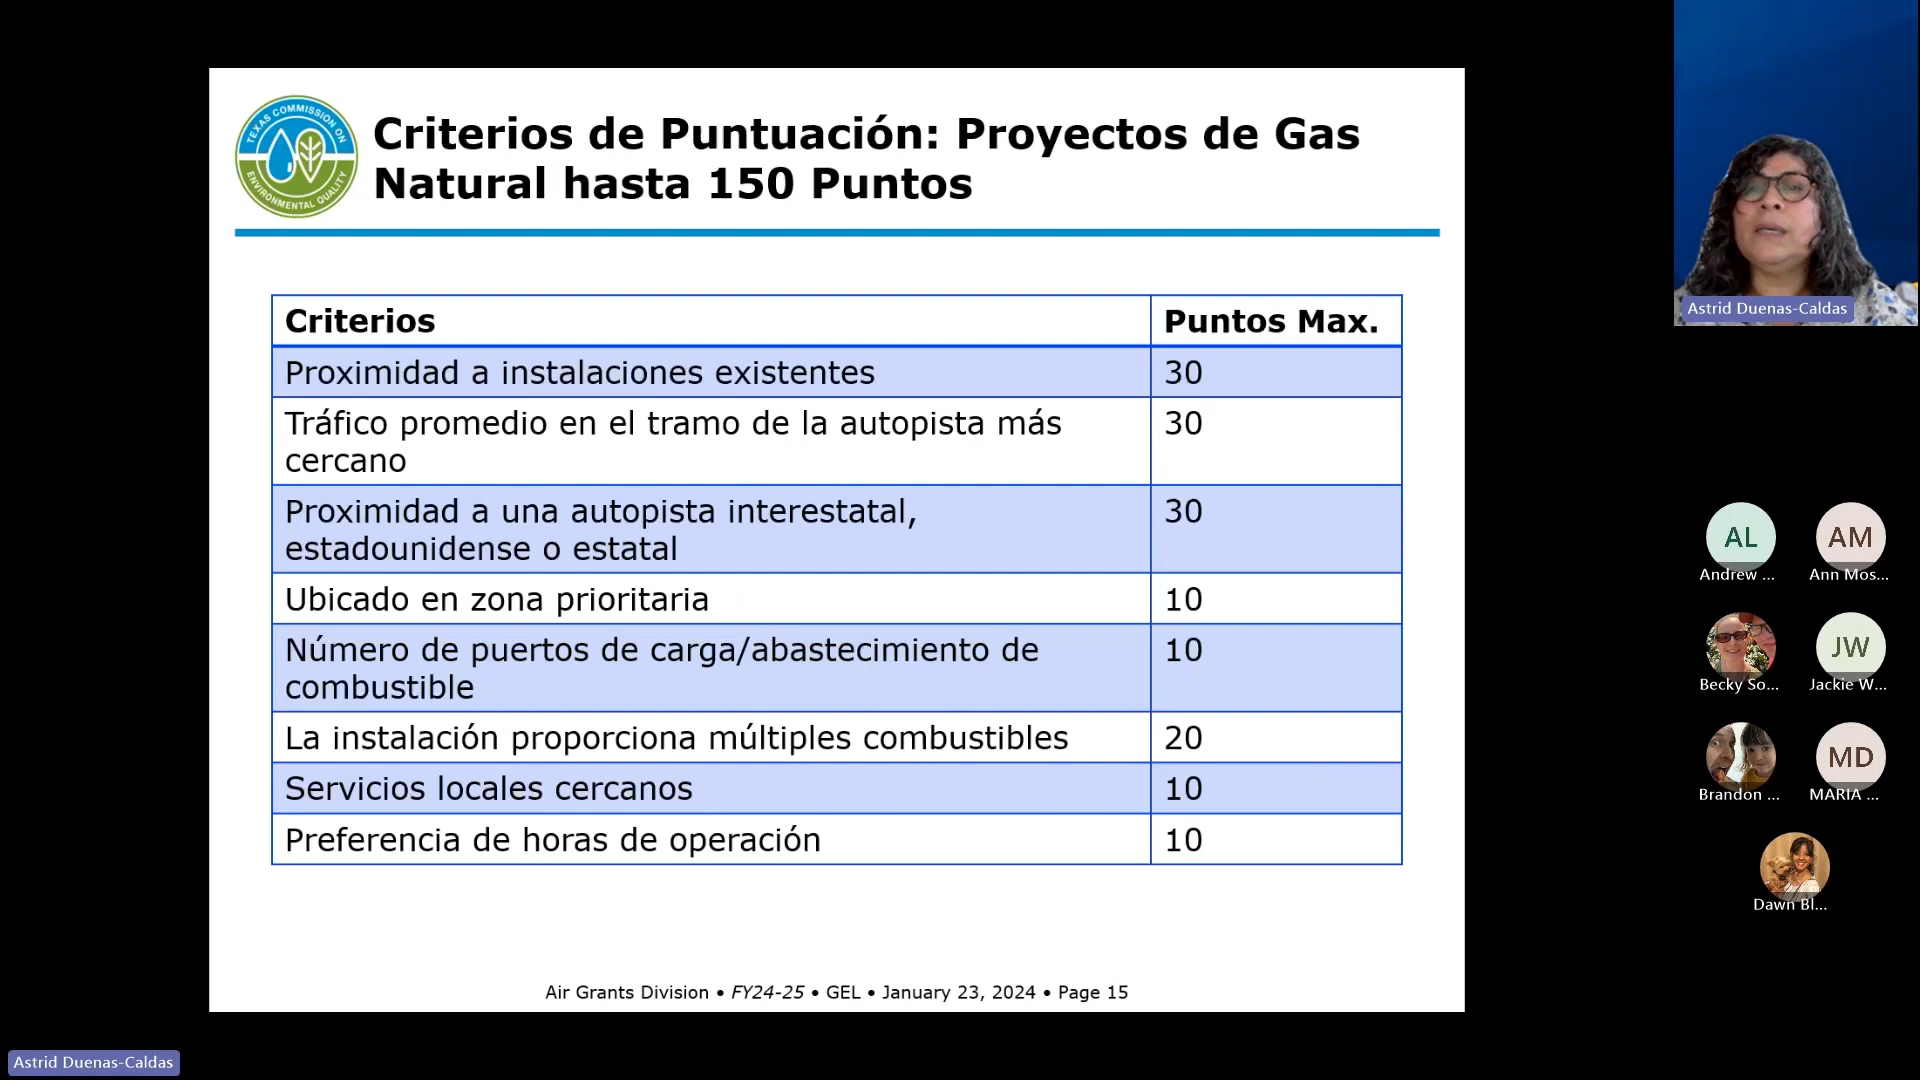 TEXAS COMMISSION ON
ENVIRONMENTAL QUALITY
Criterios de Puntuación: Proyectos de Gas
Natural hasta 150 Puntos
Criterios Puntos Max.
Proximidad a instalaciones existentes 30
Tráfico promedio en el tramo de la autopista más 30
cercano
Proximidad a una autopista interestatal, 30
estadounidense o estatal
Ubicado en zona prioritaria 10
Número de puertos de carga/abastecimiento de 10
combustible
La instalación proporciona múltiples combustibles 20
Servicios locales cercanos 10
Preferencia de horas de operación 10
Air Grants Division • FY24-25 • GEL • January 23, 2024 • Page 15
Astrid Duenas-Caldas
AL AM
Andrew ... Ann Mos...
JW
Becky So... Jackie W...
MD
Brandon ... MARIA ...
Dawn Bl...
Astrid Duenas-Caldas